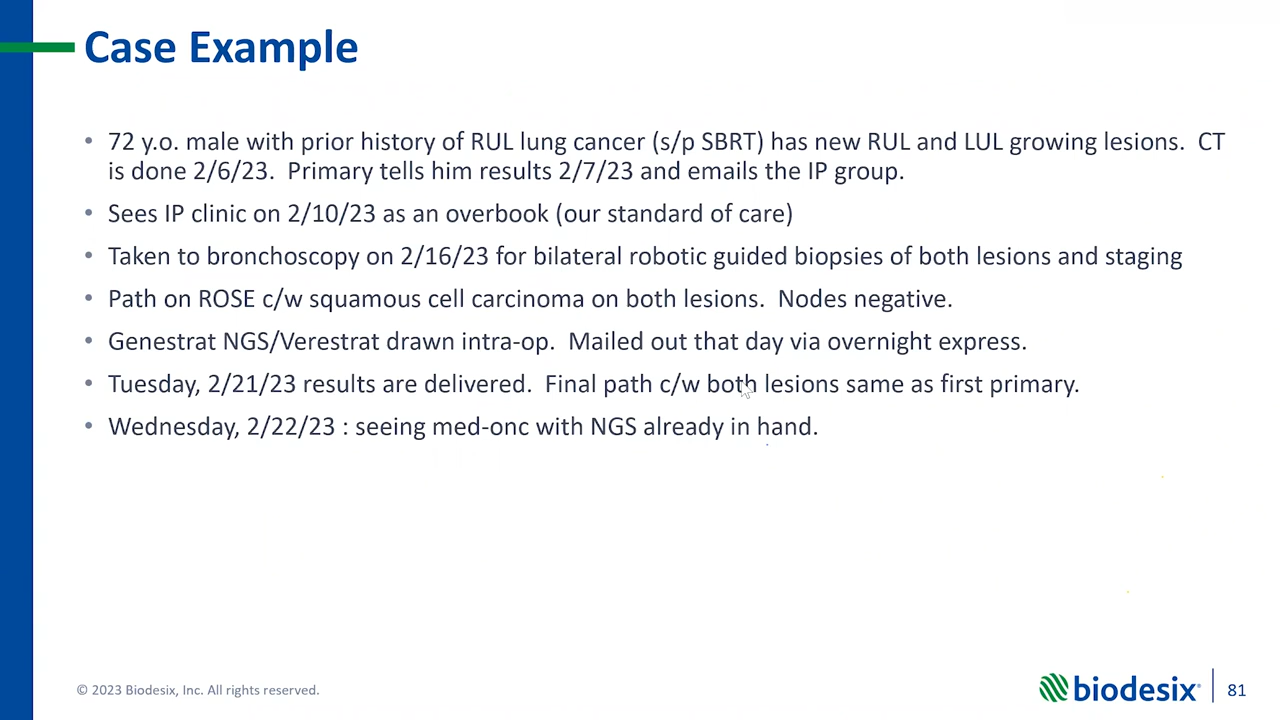 Case Example
• 72 y.o. male with prior history of RUL lung cancer (s/p SBRT) has new RUL and LUL growing lesions.  CT
is done 2/6/23.  Primary tells him results 2/7/23 and emails the IP group.
• Sees IP clinic on 2/10/23 as an overbook (our standard of care)
• Taken to bronchoscopy on 2/16/23 for bilateral robotic guided biopsies of both lesions and staging
• Path on ROSE c/w squamous cell carcinoma on both lesions.  Nodes negative.
• Genestrat NGS/Verestrat drawn intra-op.  Mailed out that day via overnight express.
• Tuesday, 2/21/23 results are delivered.  Final path c/w both lesions same as first primary.
• Wednesday, 2/22/23 : seeing med-onc with NGS already in hand.
© 2023 Biodesix, Inc. All rights reserved.
biodesix
81